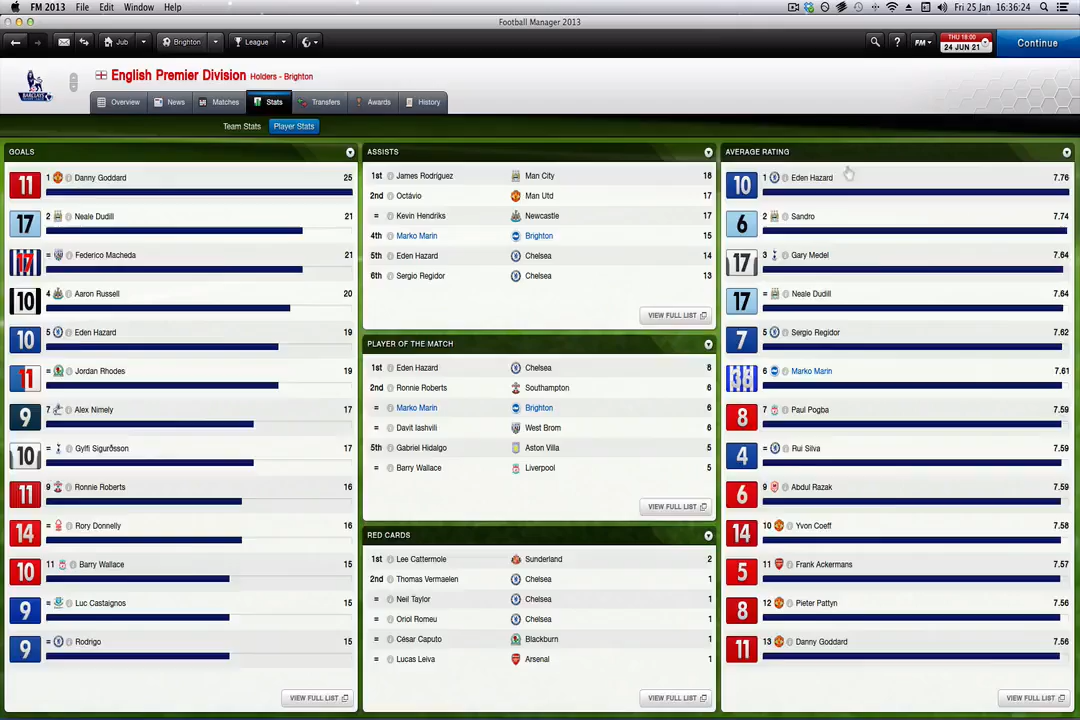 FM 2013 File Edit Window Help Fri 25 Jan 16:36:24
Football Manager 2013
Job Brighton League FM THU 18:00 24 JUN 21 Continue
English Premier Division Holders - Brighton
Overview News Matches Stats Transfers Awards History
Team Stats Player Stats
GOALS
11 1 Danny Goddard 25
17 2 Neale Dudill 21
17 = Federico Macheda 21
10 4 Aaron Russell 20
10 5 Eden Hazard 19
11 = Jordan Rhodes 19
9 7 Alex Nimely 17
10 = Gylfi Sigurðsson 17
11 9 Ronnie Roberts 16
14 = Rory Donnelly 16
10 11 Barry Wallace 15
9 = Luc Castaignos 15
9 = Rodrigo 15
VIEW FULL LIST
ASSISTS
1st James Rodríguez Man City 18
2nd Octávio Man Utd 17
= Kevin Hendriks Newcastle 17
4th Marko Marin Brighton 15
5th Eden Hazard Chelsea 14
6th Sergio Regidor Chelsea 13
VIEW FULL LIST
PLAYER OF THE MATCH
1st Eden Hazard Chelsea 8
2nd Ronnie Roberts Southampton 6
= Marko Marin Brighton 6
= Davit Iashvili West Brom 6
5th Gabriel Hidalgo Aston Villa 5
= Barry Wallace Liverpool 5
VIEW FULL LIST
RED CARDS
1st Lee Cattermole Sunderland 2
2nd Thomas Vermaelen Chelsea 1
= Neil Taylor Chelsea 1
= Oriol Romeu Chelsea 1
= César Caputo Blackburn 1
= Lucas Leiva Arsenal 1
VIEW FULL LIST
AVERAGE RATING
10 1 Eden Hazard 7.76
6 2 Sandro 7.74
17 3 Gary Medel 7.64
17 = Neale Dudill 7.64
7 5 Sergio Regidor 7.62
6 Marko Marin 7.61
8 7 Paul Pogba 7.59
4 = Rui Silva 7.59
6 9 Abdul Razak 7.59
14 10 Yvon Coeff 7.58
5 11 Frank Ackermans 7.57
8 12 Pieter Pattyn 7.56
11 13 Danny Goddard 7.56
VIEW FULL LIST